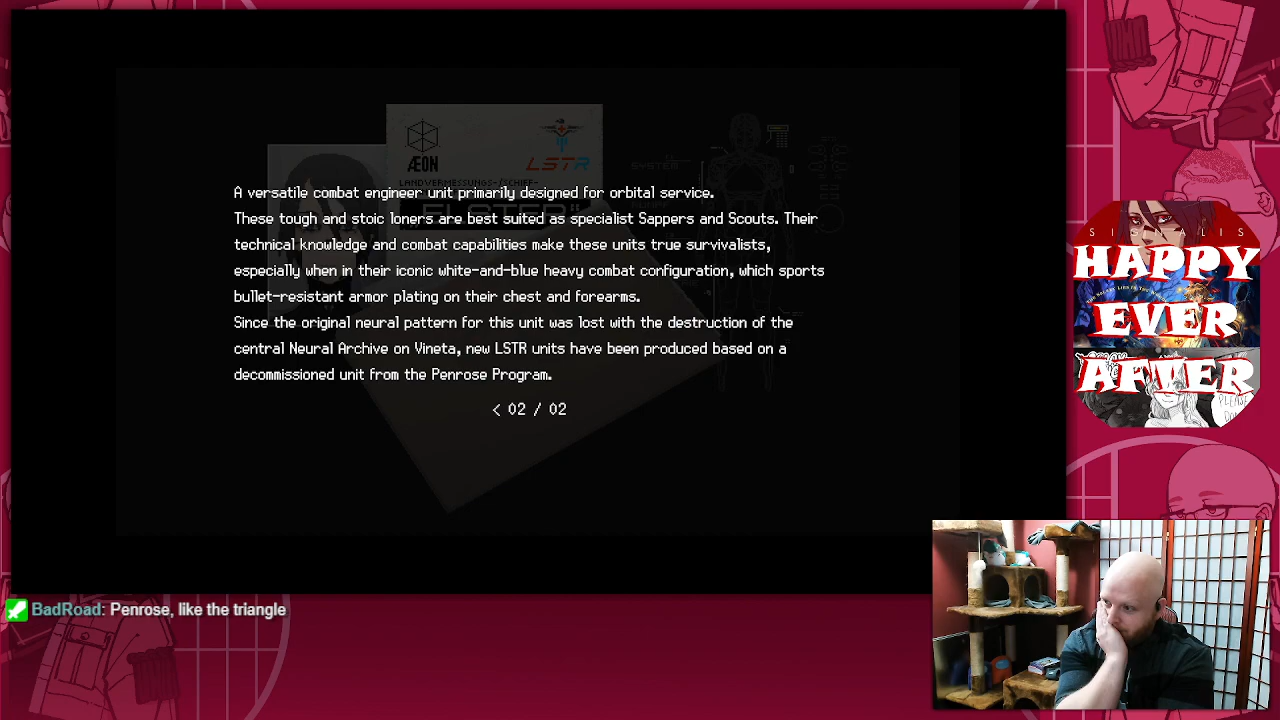 ÆON
LSTR
LANDVERMESSUNGS-/SCHIFF-
SYSTEM
A versatile combat engineer unit primarily designed for orbital service.
These tough and stoic loners are best suited as specialist Sappers and Scouts. Their
technical knowledge and combat capabilities make these units true survivalists,
especially when in their iconic white-and-blue heavy combat configuration, which sports
bullet-resistant armor plating on their chest and forearms.
Since the original neural pattern for this unit was lost with the destruction of the
central Neural Archive on Vineta, new LSTR units have been produced based on a
decommissioned unit from the Penrose Program.
< 02 / 02
SIGNALIS
HAPPY
EVER
AFTER
PLEASE
BadRoad: Penrose, like the triangle